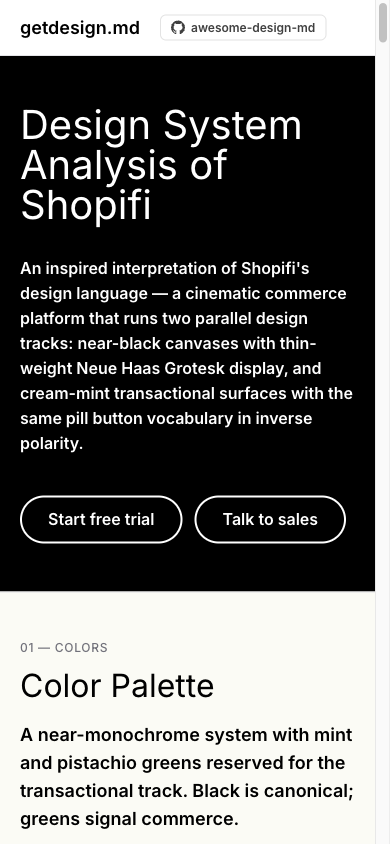 getdesign.md
awesome-design-md
Design System
Analysis of
Shopifi
An inspired interpretation of Shopifi's
design language — a cinematic commerce
platform that runs two parallel design
tracks: near-black canvases with thin-
weight Neue Haas Grotesk display, and
cream-mint transactional surfaces with the
same pill button vocabulary in inverse
polarity.
Start free trial
Talk to sales
01 — COLORS
Color Palette
A near-monochrome system with mint
and pistachio greens reserved for the
transactional track. Black is canonical;
greens signal commerce.